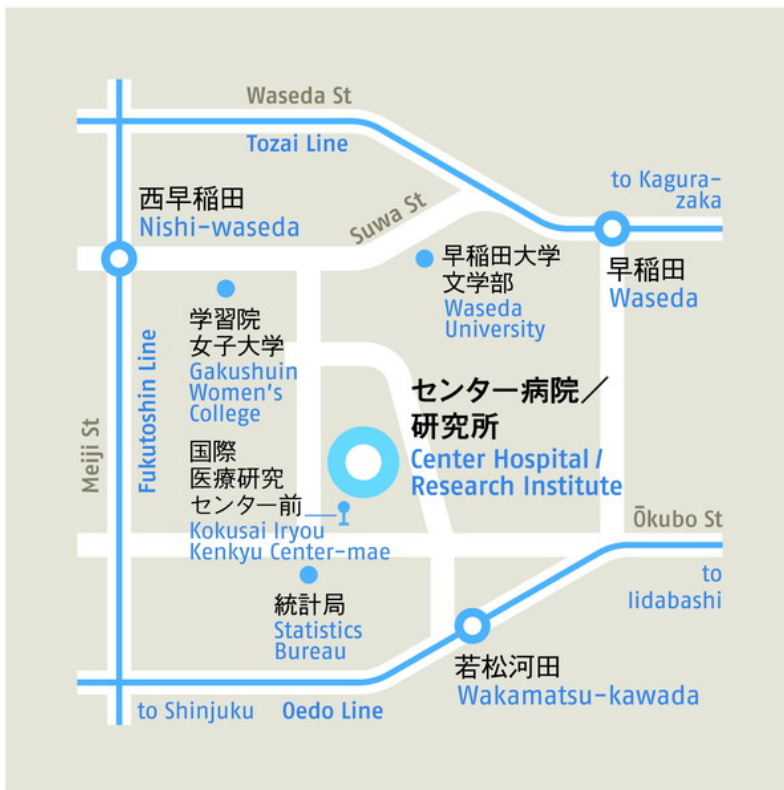 Waseda St
Tozai Line
to Kagura-
zaka
西早稲田
Nishi-waseda
Suwa St
早稲田大学
文学部
Waseda
University
早稲田
Waseda
学習院
女子大学
Gakushuin
Women's
College
Meiji St
Fukutoshin Line
センター病院／
研究所
Center Hospital /
Research Institute
国際
医療研究
センター前
Kokusai Iryou
Kenkyu Center-mae
Ōkubo St
to
Iidabashi
統計局
Statistics
Bureau
若松河田
Wakamatsu-kawada
to Shinjuku
Oedo Line